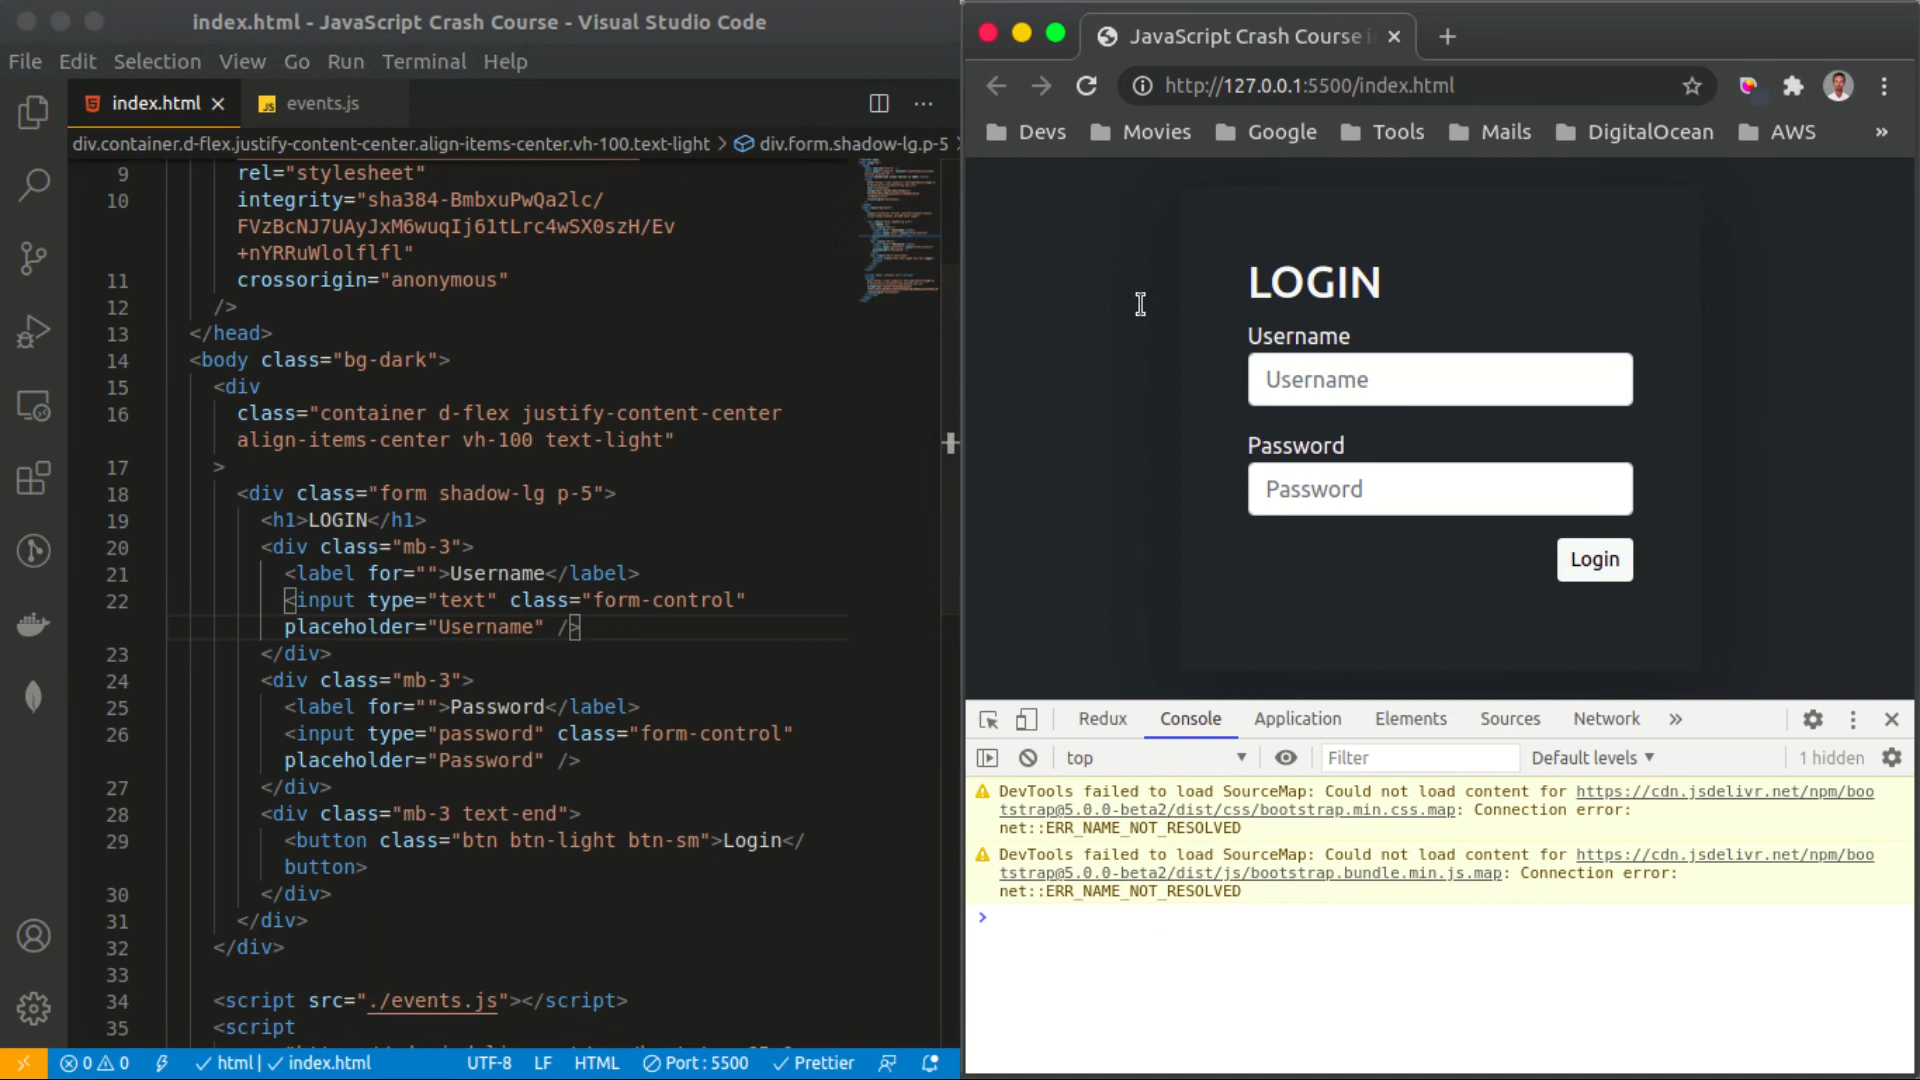 index.html - JavaScript Crash Course - Visual Studio Code
File Edit Selection View Go Run Terminal Help
index.html
JS events.js
div.container.d-flex.justify-content-center.align-items-center.vh-100.text-light > div.form.shadow-lg.p-5
9 rel="stylesheet"
10 integrity="sha384-BmbxuPwQa2lc/
FVzBcNJ7UAyJxM6wuqIj61tLrc4wSX0szH/Ev
+nYRRuWlolflfl"
11 crossorigin="anonymous"
12 />
13 </head>
14 <body class="bg-dark">
15 <div
16 class="container d-flex justify-content-center
align-items-center vh-100 text-light"
17 >
18 <div class="form shadow-lg p-5">
19 <h1>LOGIN</h1>
20 <div class="mb-3">
21 <label for="">Username</label>
22 <input type="text" class="form-control"
placeholder="Username" />
23 </div>
24 <div class="mb-3">
25 <label for="">Password</label>
26 <input type="password" class="form-control"
placeholder="Password" />
27 </div>
28 <div class="mb-3 text-end">
29 <button class="btn btn-light btn-sm">Login</
button>
30 </div>
31 </div>
32 </div>
33
34 <script src="./events.js"></script>
35 <script
0 0 html | index.html UTF-8 LF HTML Port : 5500 Prettier
JavaScript Crash Course i
http://127.0.0.1:5500/index.html
Devs Movies Google Tools Mails DigitalOcean AWS »
LOGIN
Username
Username
Password
Password
Login
Redux Console Application Elements Sources Network »
top Filter Default levels 1 hidden
DevTools failed to load SourceMap: Could not load content for https://cdn.jsdelivr.net/npm/boo
tstrap@5.0.0-beta2/dist/css/bootstrap.min.css.map: Connection error:
net::ERR_NAME_NOT_RESOLVED
DevTools failed to load SourceMap: Could not load content for https://cdn.jsdelivr.net/npm/boo
tstrap@5.0.0-beta2/dist/js/bootstrap.bundle.min.js.map: Connection error:
net::ERR_NAME_NOT_RESOLVED
>